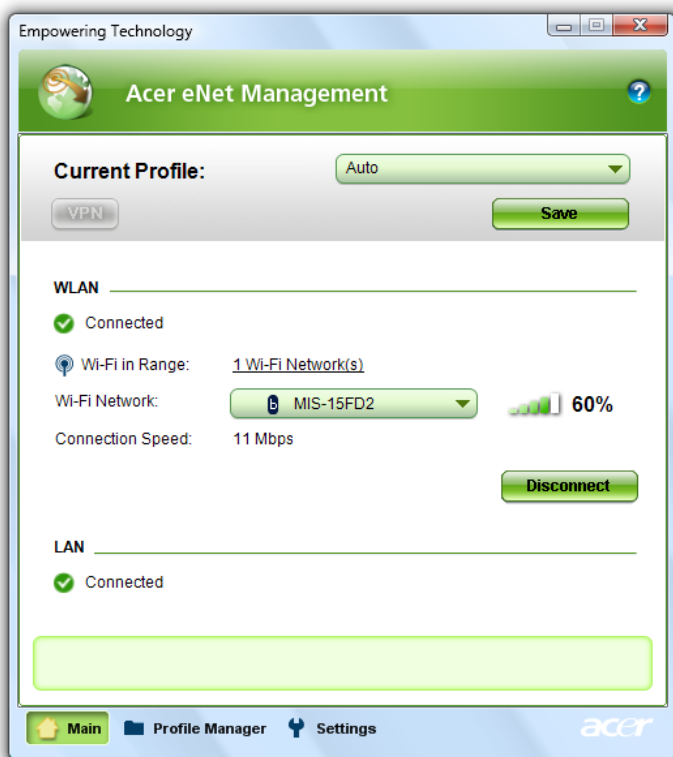 Empowering Technology
Acer eNet Management
?
Current Profile: Auto
VPN Save
WLAN
Connected
Wi-Fi in Range: 1 Wi-Fi Network(s)
Wi-Fi Network: b MIS-15FD2 60%
Connection Speed: 11 Mbps
Disconnect
LAN
Connected
Main Profile Manager Settings acer